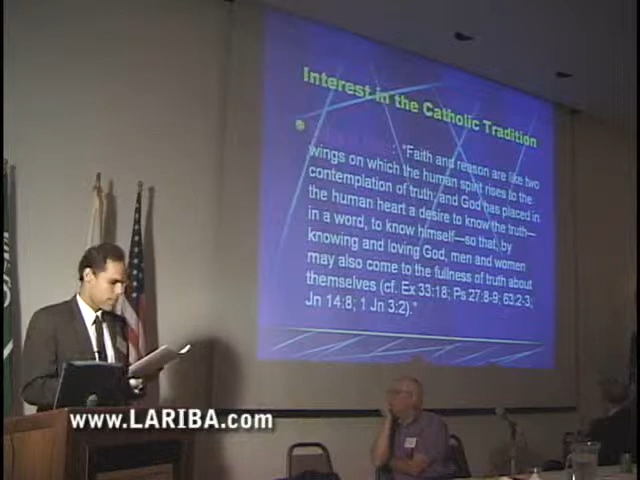 Interest in the Catholic Tradition
: "Faith and reason are like two
wings on which the human spirit rises to the
contemplation of truth; and God has placed in
the human heart a desire to know the truth—
in a word, to know himself—so that, by
knowing and loving God, men and women
may also come to the fullness of truth about
themselves (cf. Ex 33:18; Ps 27:8-9; 63:2-3;
Jn 14:8; 1 Jn 3:2)."
www.LARIBA.com